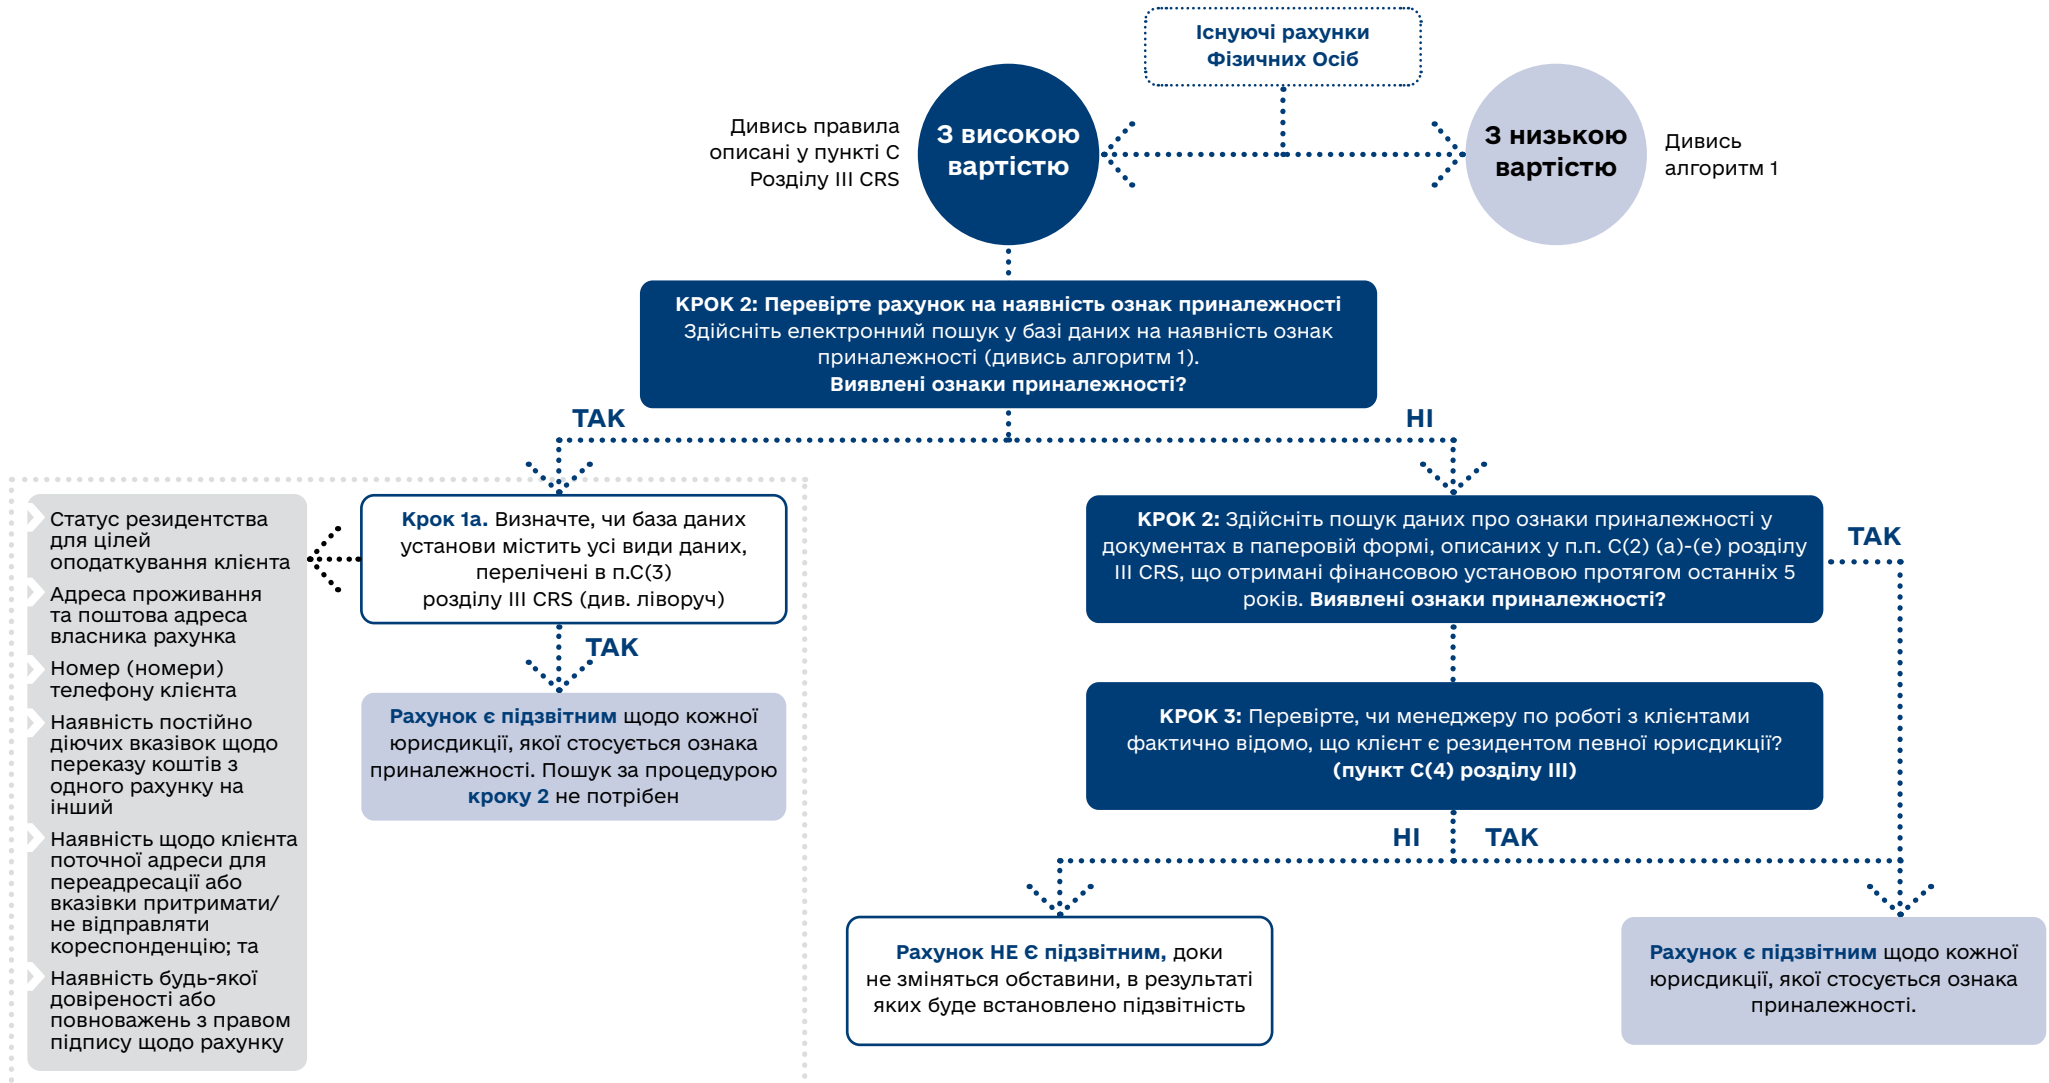 Існуючі рахунки
Фізичних Осіб
Дивись правила
описані у пункті С
Розділу III CRS
З високою
вартістю
З низькою
вартістю
Дивись
алгоритм 1
КРОК 2: Перевірте рахунок на наявність ознак приналежності
Здійсніть електронний пошук у базі даних на наявність ознак
приналежності (дивись алгоритм 1).
Виявлені ознаки приналежності?
ТАК
НІ
Статус резидентства
для цілей
оподаткування клієнта
Адреса проживання
та поштова адреса
власника рахунка
Номер (номери)
телефону клієнта
Наявність постійно
діючих вказівок щодо
переказу коштів з
одного рахунку на
інший
Наявність щодо клієнта
поточної адреси для
переадресації або
вказівки притримати/
не відправляти
кореспонденцію; та
Наявність будь-якої
довіреності або
повноважень з правом
підпису щодо рахунку
Крок 1а. Визначте, чи база даних
установи містить усі види даних,
перелічені в п.С(3)
розділу III CRS (див. ліворуч)
ТАК
Рахунок є підзвітним щодо кожної
юрисдикції, якої стосується ознака
приналежності. Пошук за процедурою
кроку 2 не потрібен
КРОК 2: Здійсніть пошук даних про ознаки приналежності у
документах в паперовій формі, описаних у п.п. С(2) (а)-(е) розділу
III CRS, що отримані фінансовою установою протягом останніх 5
років. Виявлені ознаки приналежності?
ТАК
КРОК 3: Перевірте, чи менеджеру по роботі з клієнтами
фактично відомо, що клієнт є резидентом певної юрисдикції?
(пункт С(4) розділу III)
НІ
ТАК
Рахунок НЕ Є підзвітним, доки
не зміняться обставини, в результаті
яких буде встановлено підзвітність
Рахунок є підзвітним щодо кожної
юрисдикції, якої стосується ознака
приналежності.